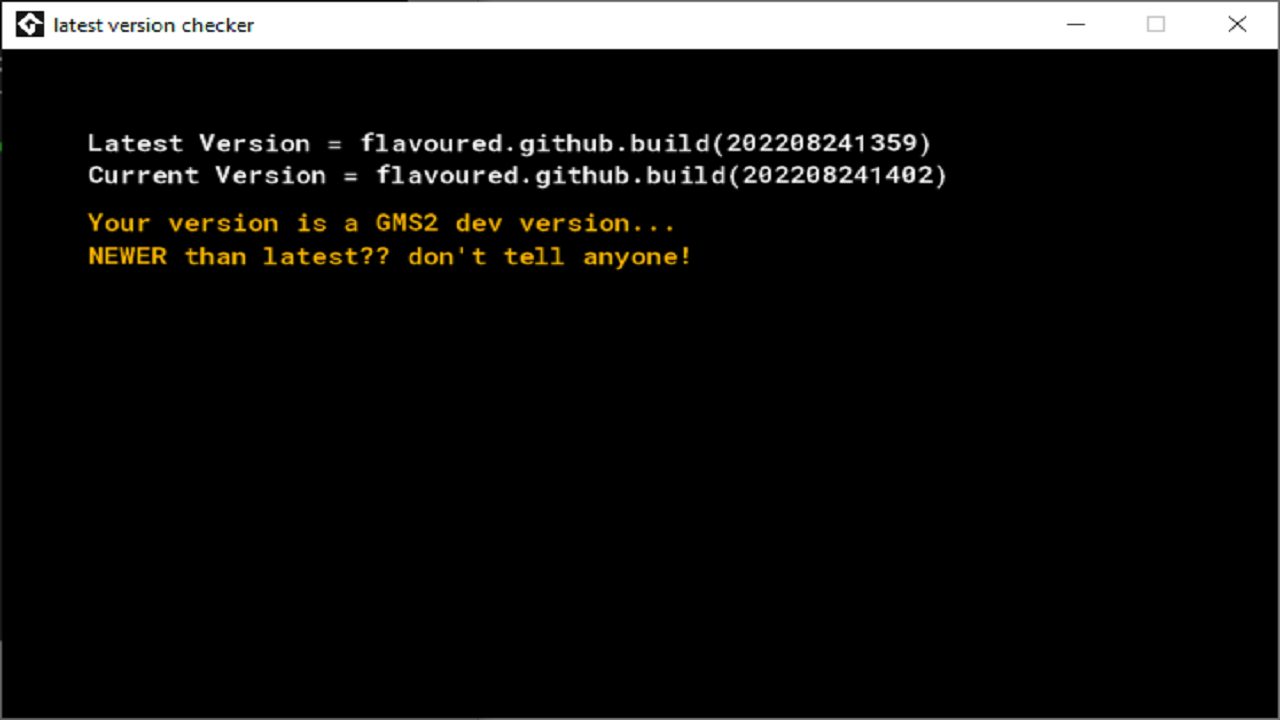 latest version checker
Latest Version = flavoured.github.build(202208241359)
Current Version = flavoured.github.build(202208241402)
Your version is a GMS2 dev version...
NEWER than latest?? don't tell anyone!